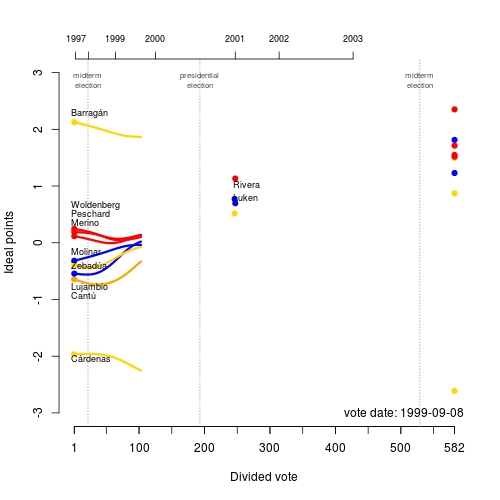 1997 1999 2000 2001 2002 2003
midterm
election
presidential
election
midterm
election
Barragán
Rivera
Luken
Woldenberg
Peschard
Merino
Molinar
Zebadúa
Lujambio
Cantú
Cárdenas
3
2
1
0
-1
-2
-3
Ideal points
vote date: 1999-09-08
1 100 200 300 400 500 582
Divided vote